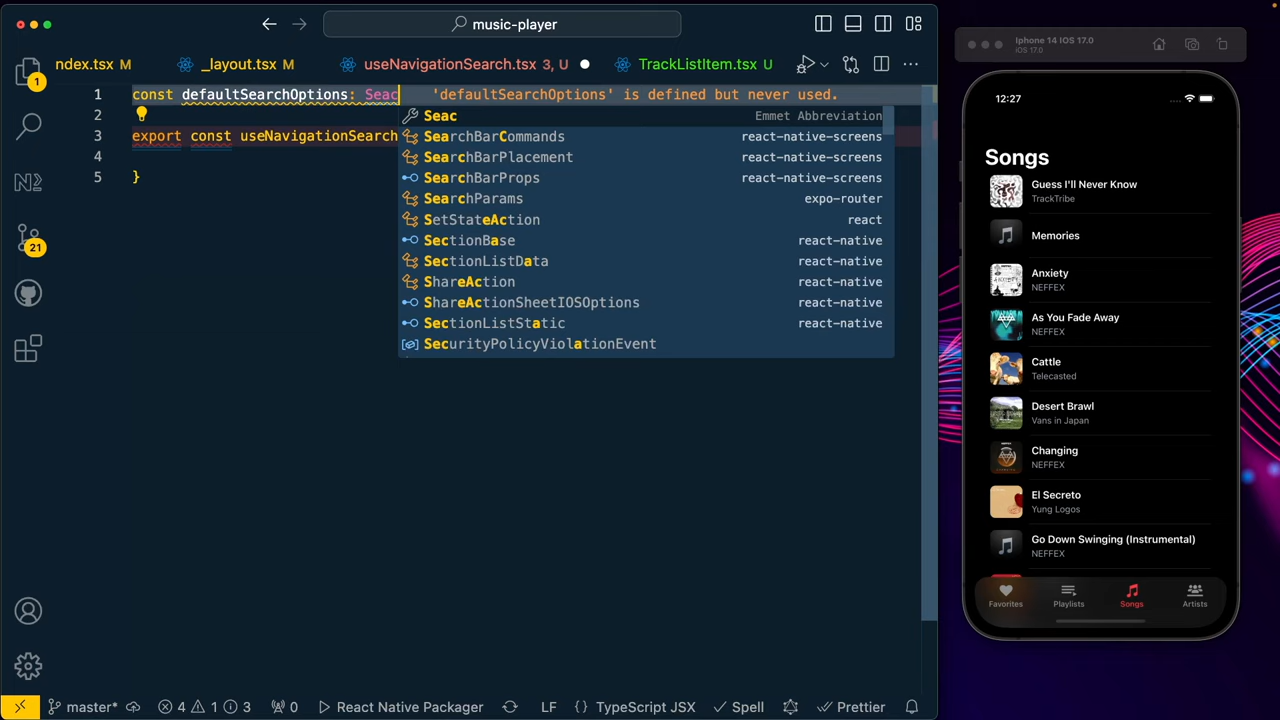 music-player
ndex.tsx M
_layout.tsx M
useNavigationSearch.tsx 3, U
TrackListItem.tsx U
1 const defaultSearchOptions: Seac 'defaultSearchOptions' is defined but never used.
2
3 export const useNavigationSearch
4
5 }
Seac Emmet Abbreviation
SearchBarCommands react-native-screens
SearchBarPlacement react-native-screens
SearchBarProps react-native-screens
SearchParams expo-router
SetStateAction react
SectionBase react-native
SectionListData react-native
ShareAction react-native
ShareActionSheetIOSOptions react-native
SectionListStatic react-native
SecurityPolicyViolationEvent
1
21
master* 4 1 3 0 React Native Packager LF {} TypeScript JSX Spell Prettier
Iphone 14 IOS 17.0
iOS 17.0
12:27
Songs
Guess I'll Never Know
TrackTribe
Memories
Anxiety
NEFFEX
As You Fade Away
NEFFEX
Cattle
Telecasted
Desert Brawl
Vans in Japan
Changing
NEFFEX
El Secreto
Yung Logos
Go Down Swinging (Instrumental)
NEFFEX
Favorites Playlists Songs Artists